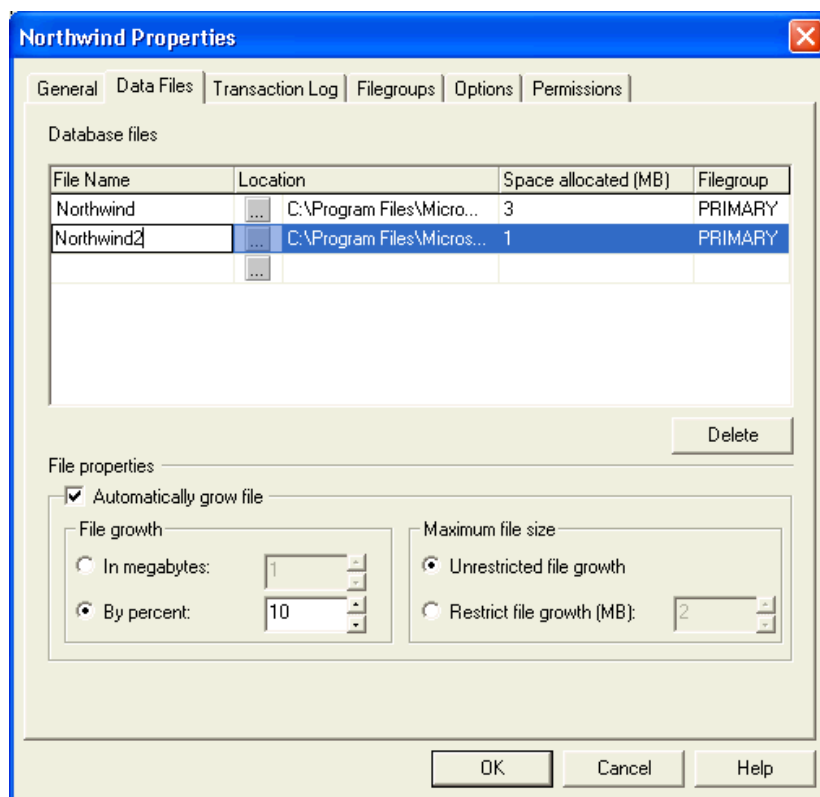 Northwind Properties
General Data Files Transaction Log Filegroups Options Permissions
Database files
File Name Location Space allocated (MB) Filegroup
Northwind ... C:\Program Files\Micro... 3 PRIMARY
Northwind2 ... C:\Program Files\Micros... 1 PRIMARY
...
Delete
File properties
Automatically grow file
File growth Maximum file size
In megabytes: 1 Unrestricted file growth
By percent: 10 Restrict file growth (MB): 2
OK Cancel Help